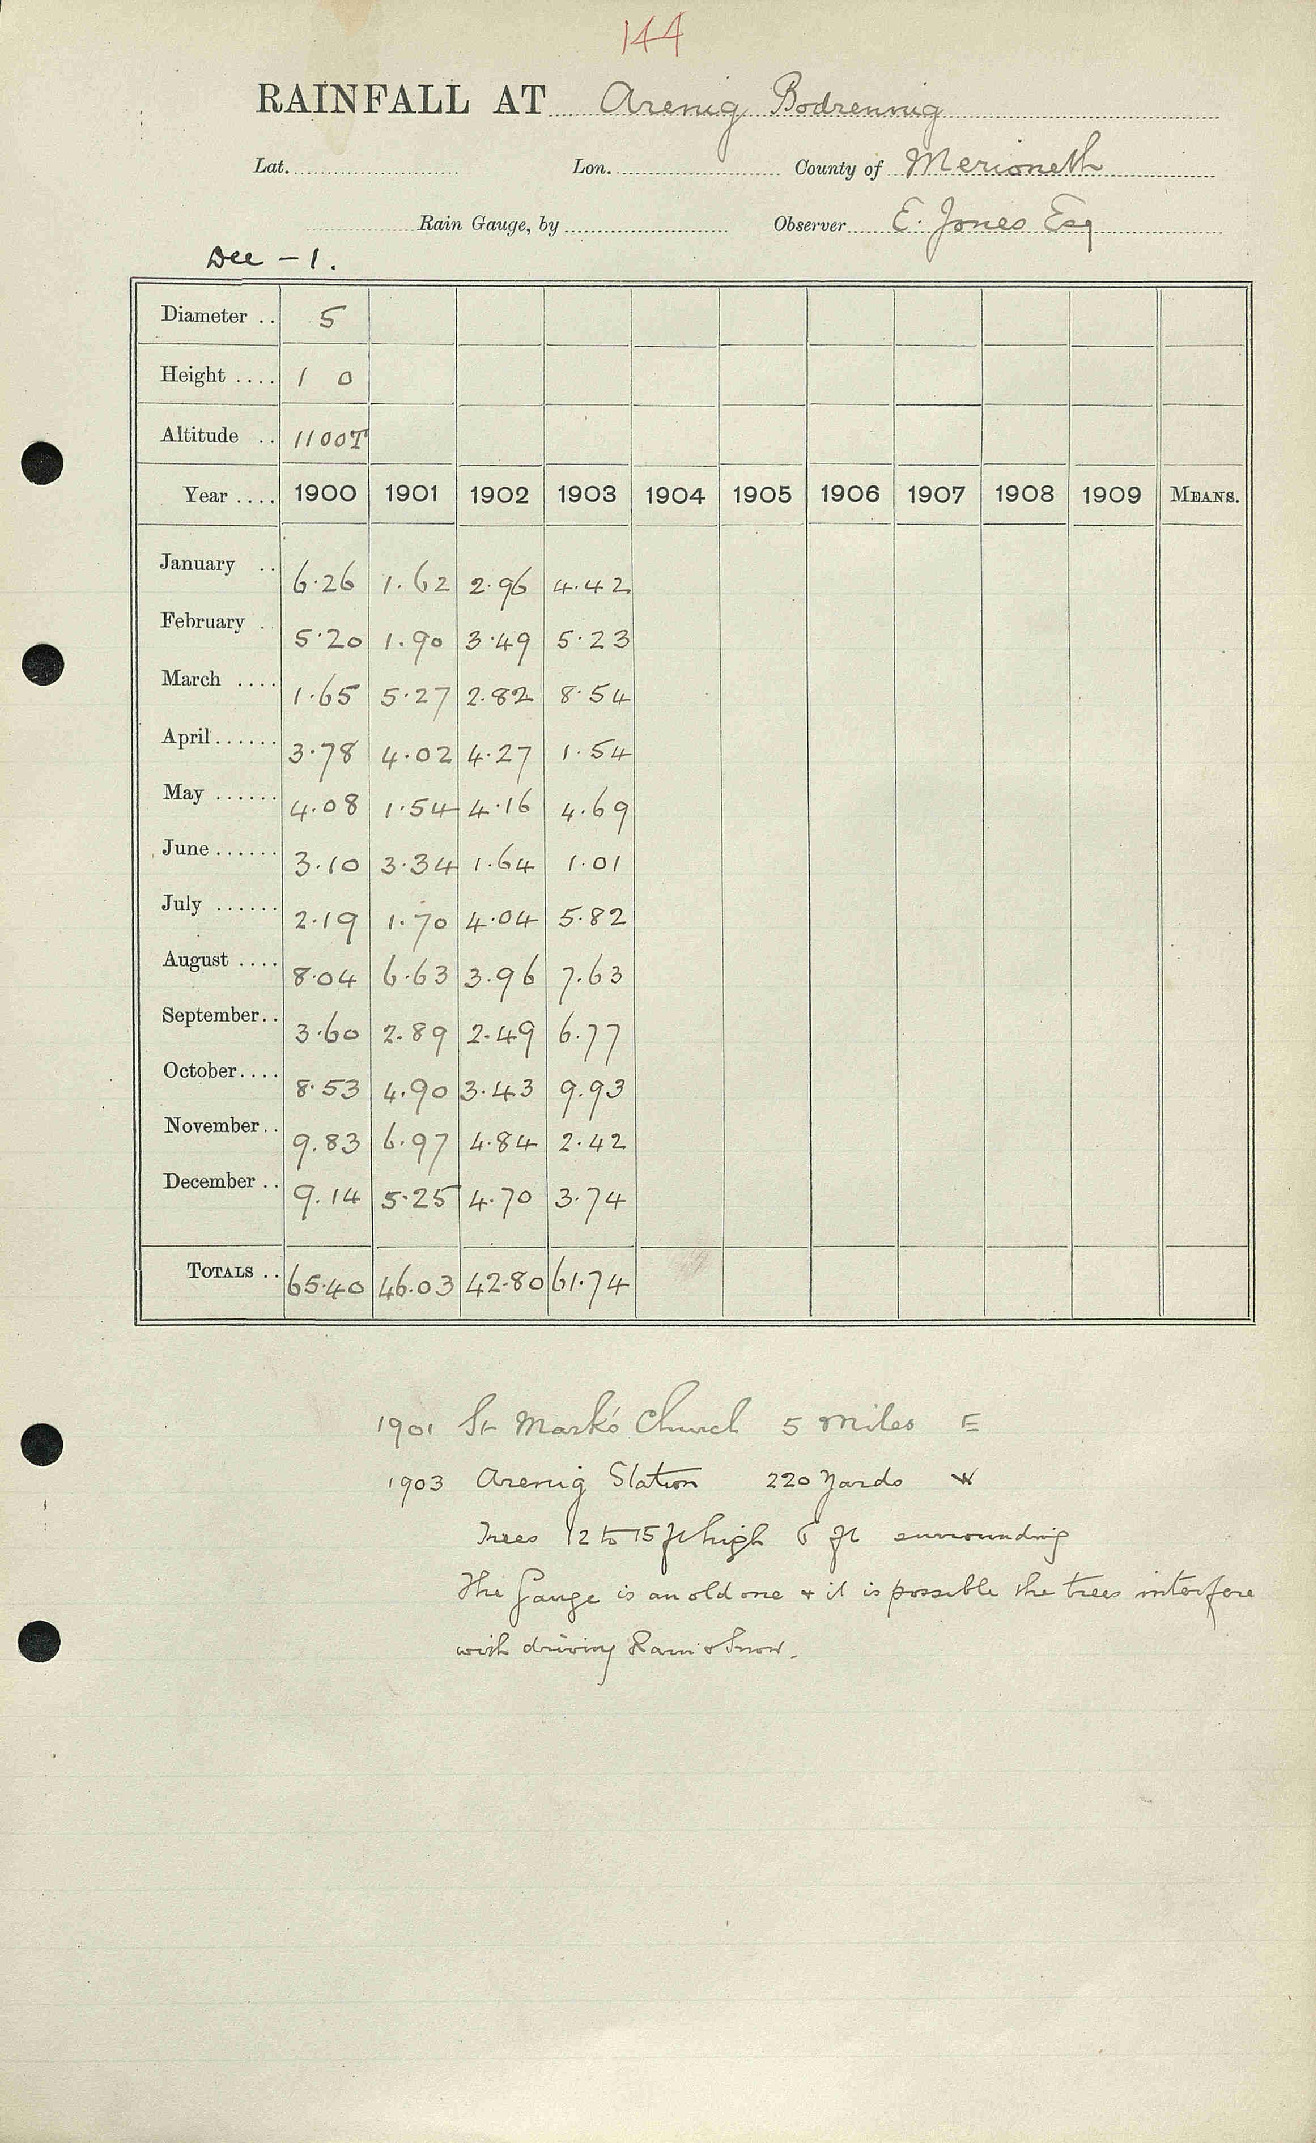 144
RAINFALL AT Arenig Bodrennig
Lat. Lon. County of Merioneth
Rain Gauge, by Observer E. Jones Esq
Dee - 1.
Diameter .. 5
Height .... 1 0
Altitude .. 1100T
Year .... 1900 1901 1902 1903 1904 1905 1906 1907 1908 1909 MEANS.
January .. 6.26 1.62 2.96 4.42
February . 5.20 1.90 3.49 5.23
March .... 1.65 5.27 2.82 8.54
April...... 3.78 4.02 4.27 1.54
May ...... 4.08 1.54 4.16 4.69
June...... 3.10 3.34 1.64 1.01
July ...... 2.19 1.70 4.04 5.82
August .... 8.04 6.63 3.96 7.63
September.. 3.60 2.89 2.49 6.77
October.... 8.53 4.90 3.43 9.93
November.. 9.83 6.97 4.84 2.42
December .. 9.14 5.25 4.70 3.74
TOTALS .. 65.40 46.03 42.80 61.74
1901 St Mark's Church 5 miles E
1903 Arenig Station 220 Yards W
Trees 12 to 15 ft high 6 ft surrounding
The Gauge is an old one & it is possible the trees interfere
with driving Rain & Snow.